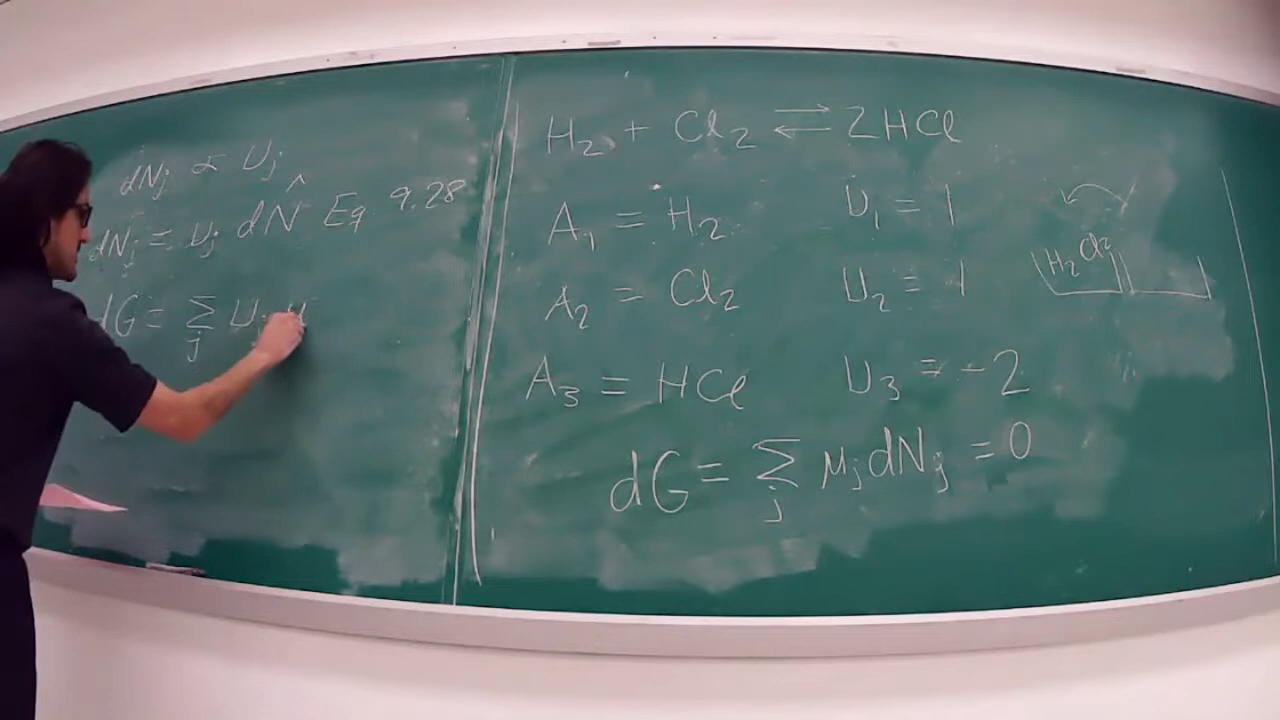 dNj ∝ υj
dNj = υj dN̂ Eq 9.28
dG = Σj υj
H2 + Cl2 ⇌ 2HCl
A1 = H2 υ1 = 1
A2 = Cl2 υ2 = 1
H2 Cl2
A3 = HCl υ3 = -2
dG = Σj μj dNj = 0